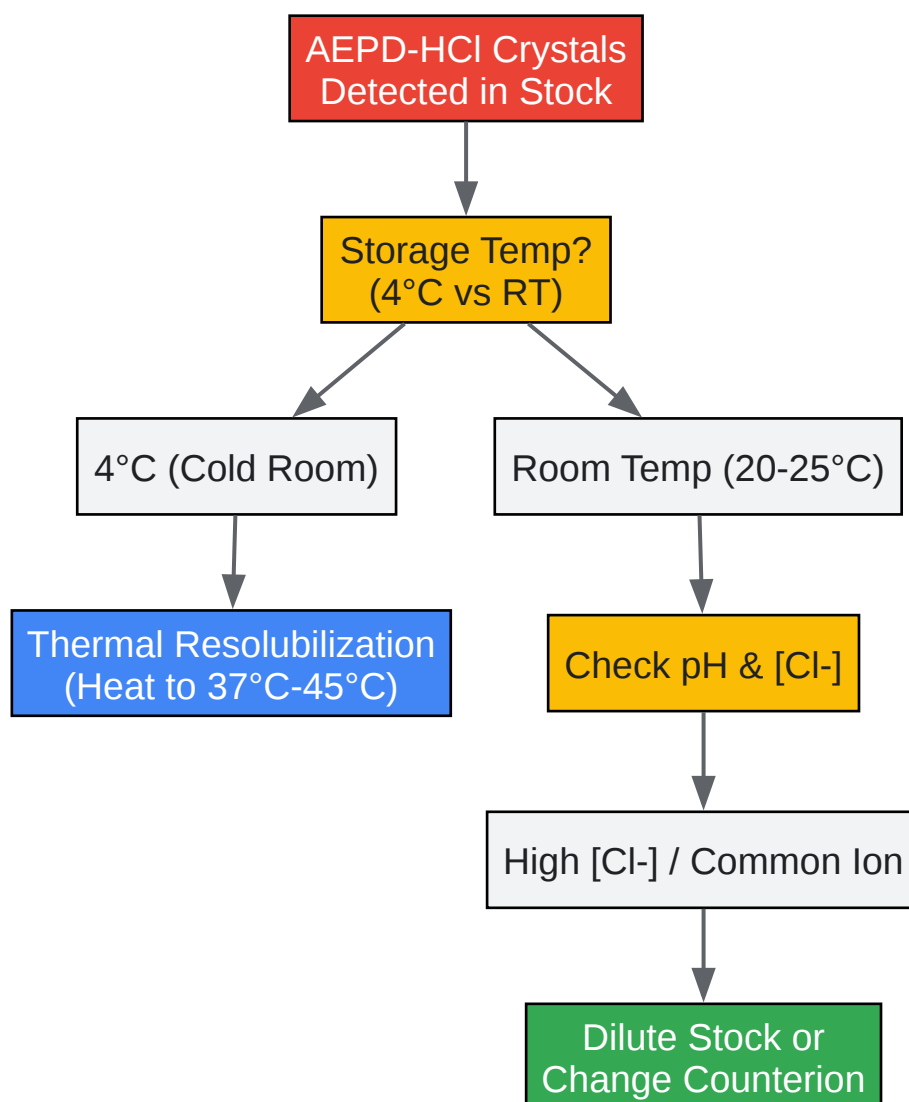 AEPD-HCl Crystals
Detected in Stock
Storage Temp?
(4°C vs RT)
4°C (Cold Room)
Room Temp (20-25°C)
Thermal Resolubilization
(Heat to 37°C-45°C)
Check pH & [Cl-]
High [Cl-] / Common Ion
Dilute Stock or
Change Counterion